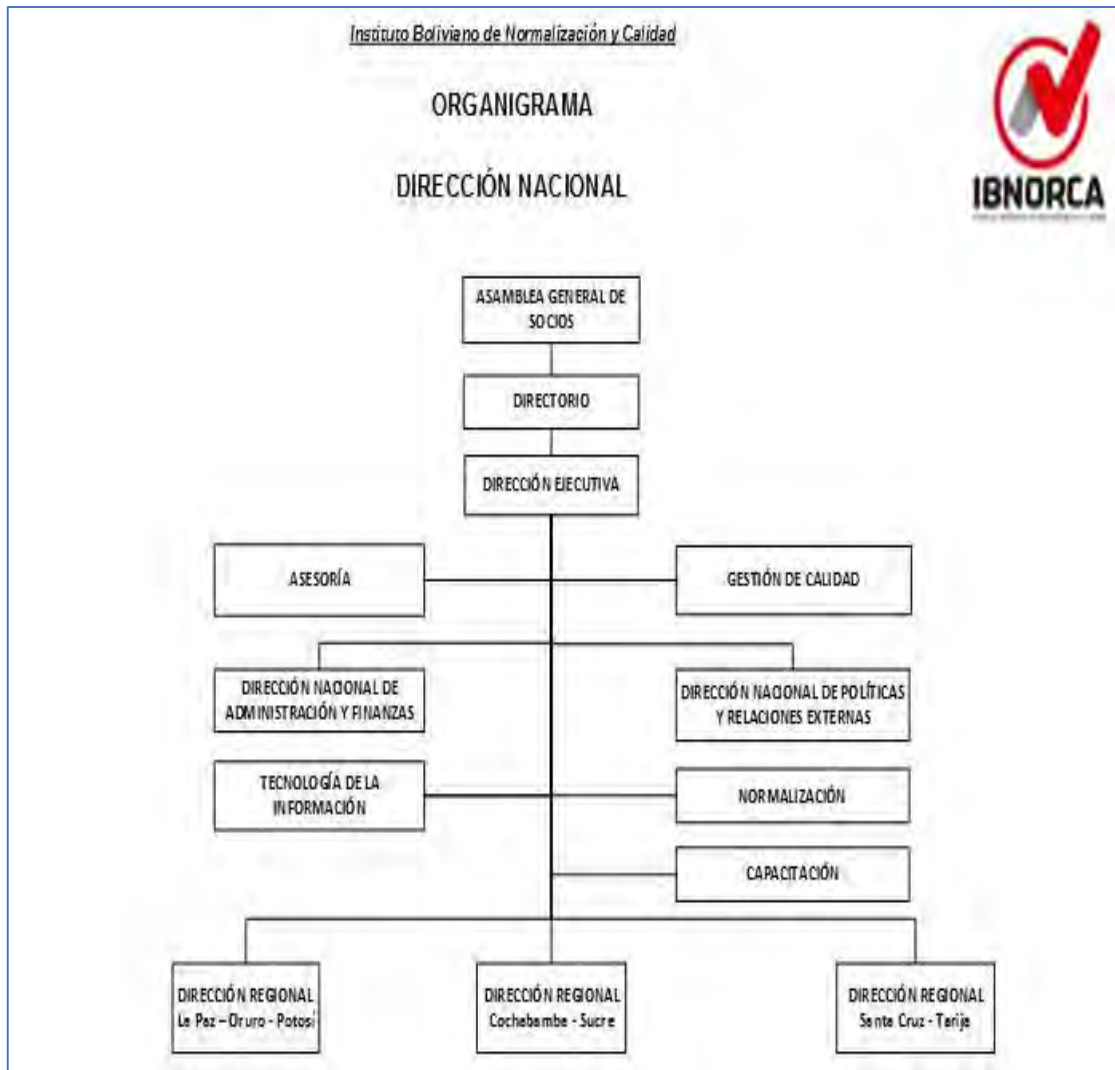 Instituto Boliviano de Normalización y Calidad
ORGANIGRAMA
DIRECCIÓN NACIONAL
IBNORCA
ASAMBLEA GENERAL DE
SOCIOS
DIRECTORIO
DIRECCIÓN EJECUTIVA
ASESORÍA
GESTIÓN DE CALIDAD
DIRECCIÓN NACIONAL DE
ADMINISTRACIÓN Y FINANZAS
DIRECCIÓN NACIONAL DE POLÍTICAS
Y RELACIONES EXTERNAS
TECNOLOGÍA DE LA
INFORMACIÓN
NORMALIZACIÓN
CAPACITACIÓN
DIRECCIÓN REGIONAL
La Paz – Oruro - Potosí
DIRECCIÓN REGIONAL
Cochabamba - Sucre
DIRECCIÓN REGIONAL
Santa Cruz - Tarija